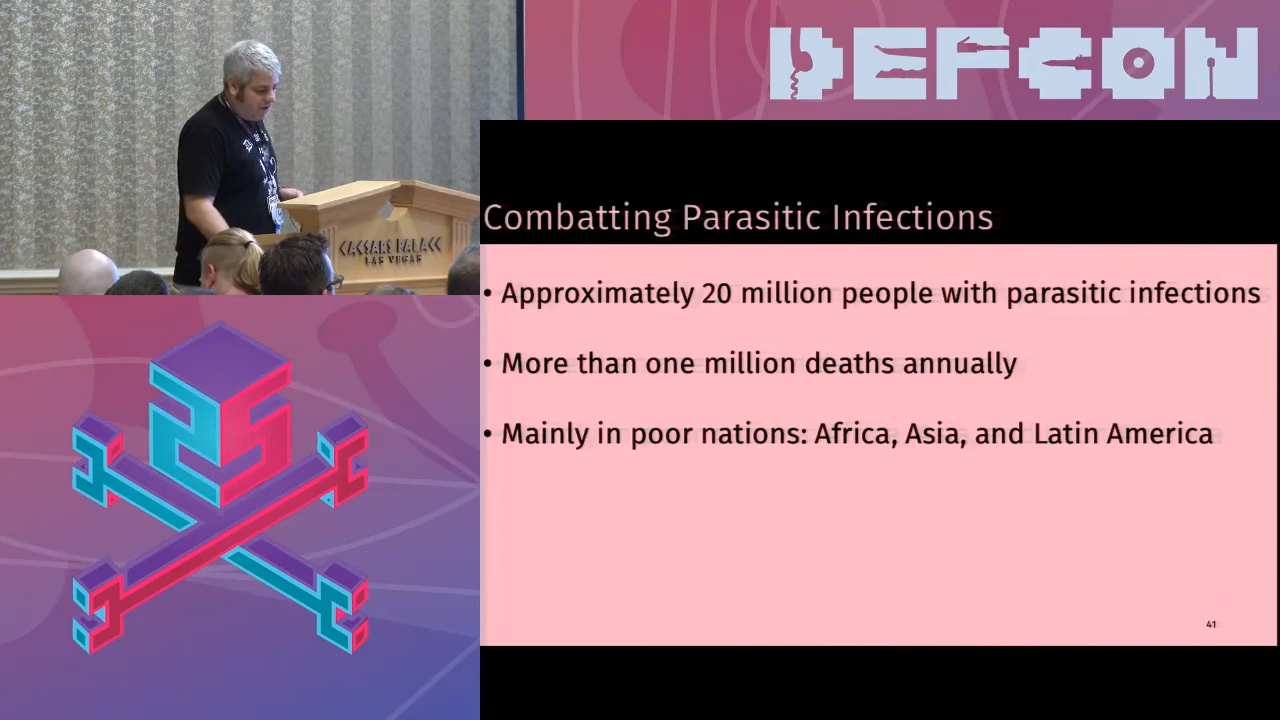 DEFCON
CAESARS PALACE
LAS VEGAS
Combatting Parasitic Infections
• Approximately 20 million people with parasitic infections
• More than one million deaths annually
• Mainly in poor nations: Africa, Asia, and Latin America
41